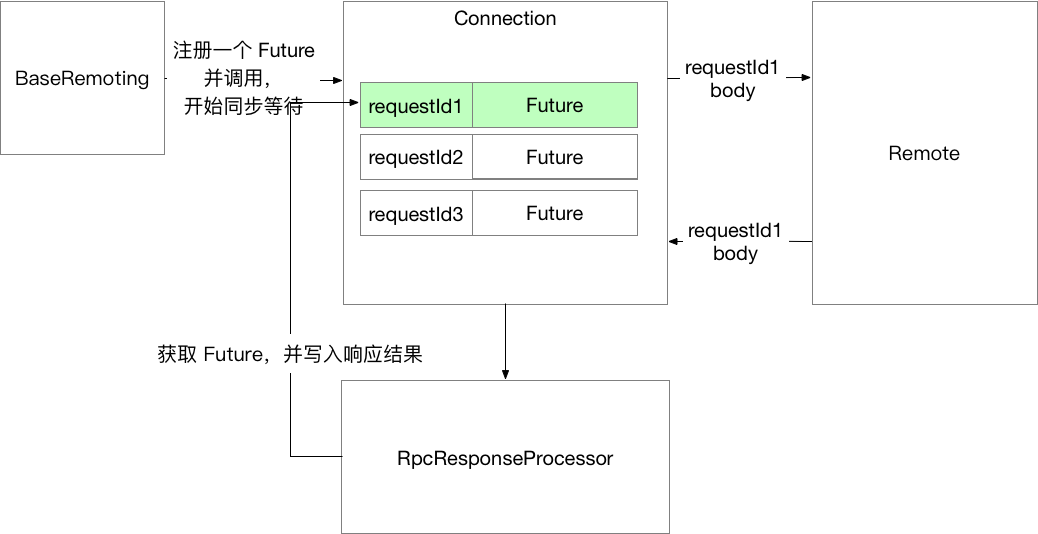 Connection
BaseRemoting
注册一个 Future
并调用，
开始同步等待
requestId1 Future
requestId2 Future
requestId3 Future
requestId1
body
Remote
requestId1
body
获取 Future，并写入响应结果
RpcResponseProcessor